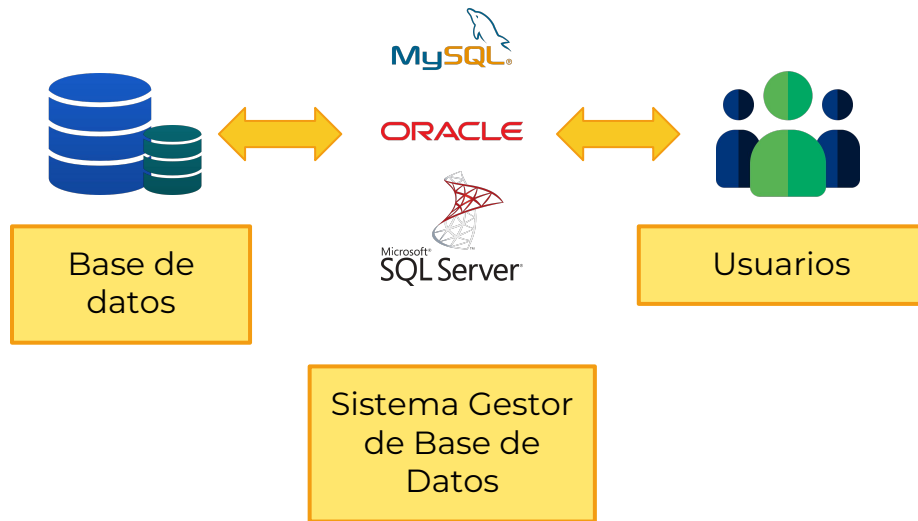 MySQL®
ORACLE
Microsoft®
SQL Server®
Base de
datos
Usuarios
Sistema Gestor
de Base de
Datos